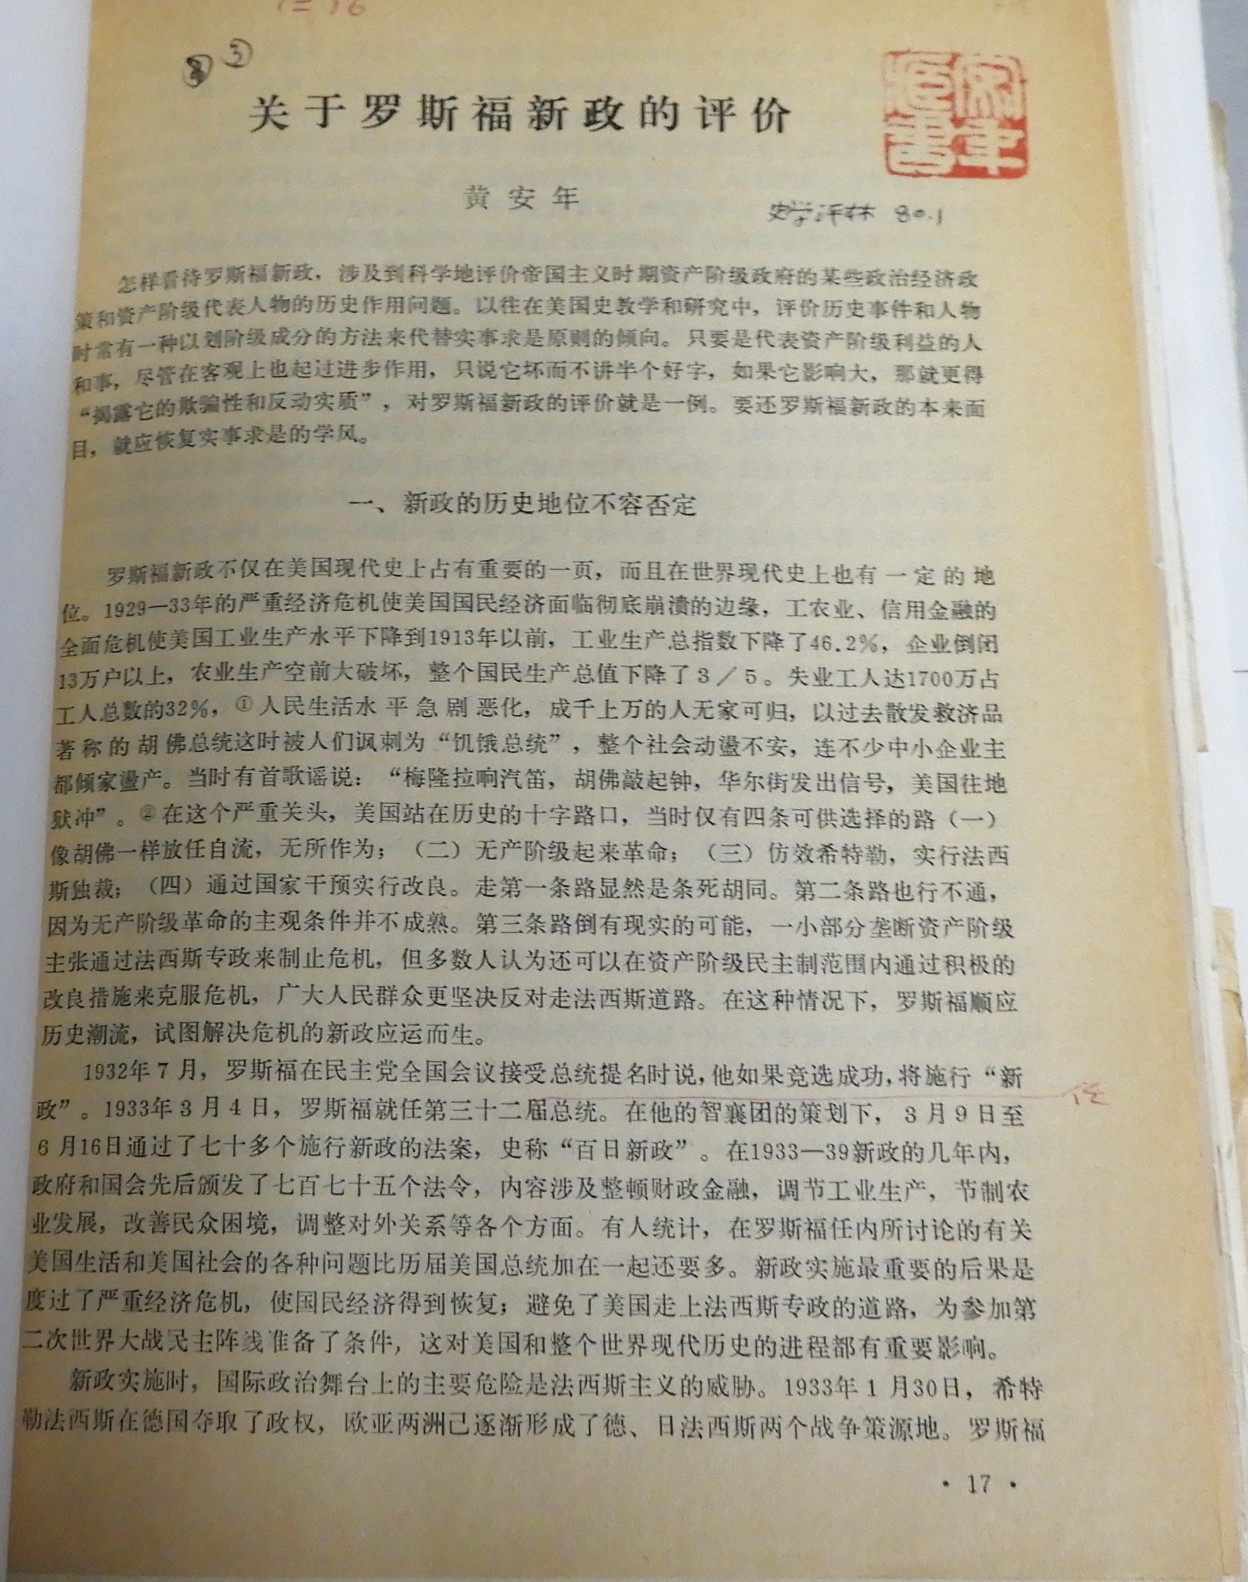 ③
关于罗斯福新政的评价
黄安年
史学评林 80.1
怎样看待罗斯福新政，涉及到科学地评价帝国主义时期资产阶级政府的某些政治经济政
策和资产阶级代表人物的历史作用问题。以往在美国史教学和研究中，评价历史事件和人物
时常有一种以划阶级成分的方法来代替实事求是原则的倾向。只要是代表资产阶级利益的人
和事，尽管在客观上也起过进步作用，只说它坏而不讲半个好字，如果它影响大，那就更得
“揭露它的欺骗性和反动实质”，对罗斯福新政的评价就是一例。要还罗斯福新政的本来面
目，就应恢复实事求是的学风。
一、新政的历史地位不容否定
罗斯福新政不仅在美国现代史上占有重要的一页，而且在世界现代史上也有一定的地
位。1929—33年的严重经济危机使美国国民经济面临彻底崩溃的边缘，工农业、信用金融的
全面危机使美国工业生产水平下降到1913年以前，工业生产总指数下降了46.2%，企业倒闭
13万户以上，农业生产空前大破坏，整个国民生产总值下降了3／5。失业工人达1700万占
工人总数的32%，①人民生活水平急剧恶化，成千上万的人无家可归，以过去散发救济品
著称的胡佛总统这时被人们讽刺为“饥饿总统”，整个社会动盪不安，连不少中小企业主
都倾家盪产。当时有首歌谣说：“梅隆拉响汽笛，胡佛敲起钟，华尔街发出信号，美国往地
狱冲”。②在这个严重关头，美国站在历史的十字路口，当时仅有四条可供选择的路（一）
像胡佛一样放任自流，无所作为；（二）无产阶级起来革命；（三）仿效希特勒，实行法西
斯独裁；（四）通过国家干预实行改良。走第一条路显然是条死胡同。第二条路也行不通，
因为无产阶级革命的主观条件并不成熟。第三条路倒有现实的可能，一小部分垄断资产阶级
主张通过法西斯专政来制止危机，但多数人认为还可以在资产阶级民主制范围内通过积极的
改良措施来克服危机，广大人民群众更坚决反对走法西斯道路。在这种情况下，罗斯福顺应
历史潮流，试图解决危机的新政应运而生。
1932年7月，罗斯福在民主党全国会议接受总统提名时说，他如果竞选成功，将施行“新
政”。1933年3月4日，罗斯福就任第三十二届总统。在他的智襄团的策划下，3月9日至
6月16日通过了七十多个施行新政的法案，史称“百日新政”。在1933—39新政的几年内，
政府和国会先后颁发了七百七十五个法令，内容涉及整顿财政金融，调节工业生产，节制农
业发展，改善民众困境，调整对外关系等各个方面。有人统计，在罗斯福任内所讨论的有关
美国生活和美国社会的各种问题比历届美国总统加在一起还要多。新政实施最重要的后果是
度过了严重经济危机，使国民经济得到恢复；避免了美国走上法西斯专政的道路，为参加第
二次世界大战民主阵线准备了条件，这对美国和整个世界现代历史的进程都有重要影响。
新政实施时，国际政治舞台上的主要危险是法西斯主义的威胁。1933年1月30日，希特
勒法西斯在德国夺取了政权，欧亚两洲已逐渐形成了德、日法西斯两个战争策源地。罗斯福
·17·